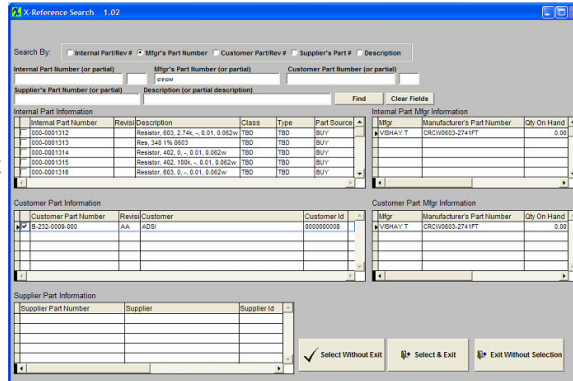 X-Reference Search 1.02
Search By: Internal Part/Rev # Mfgr's Part Number Customer Part/Rev # Supplier's Part # Description
Internal Part Number (or partial) Mfgr's Part Number (or partial) Customer Part Number (or partial)
crcw
Supplier's Part Number (or partial) Description (or partial description)
Find Clear Fields
Internal Part Information Internal Part Mfgr Information
Internal Part Number Revisi Description Class Type Part Source Mfgr Manufacturer's Part Number Qty On Hand
000-0001312 Resistor, 603, 2.74k, -, 0.01, 0.062w TBD TBD BUY VISHAY T CRCW0603-2741FT 0.00
000-0001313 Res, 348 1% 0603 TBD TBD BUY
000-0001314 Resistor, 402, 0, -, 0.01, 0.062w TBD TBD BUY
000-0001315 Resistor, 402, 100k, -, 0.01, 0.062w TBD TBD BUY
000-0001316 Resistor, 603, 0, -, 0.01, 0.062w TBD TBD BUY
Customer Part Information Customer Part Mfgr Information
Customer Part Number Revisi Customer Customer Id Mfgr Manufacturer's Part Number Qty On Hand
B-232-0009-000 AA ADSI 0000000008 VISHAY T CRCW0603-2741FT 0.00
Supplier Part Information
Supplier Part Number Supplier Supplier Id
Select Without Exit Select & Exit Exit Without Selection